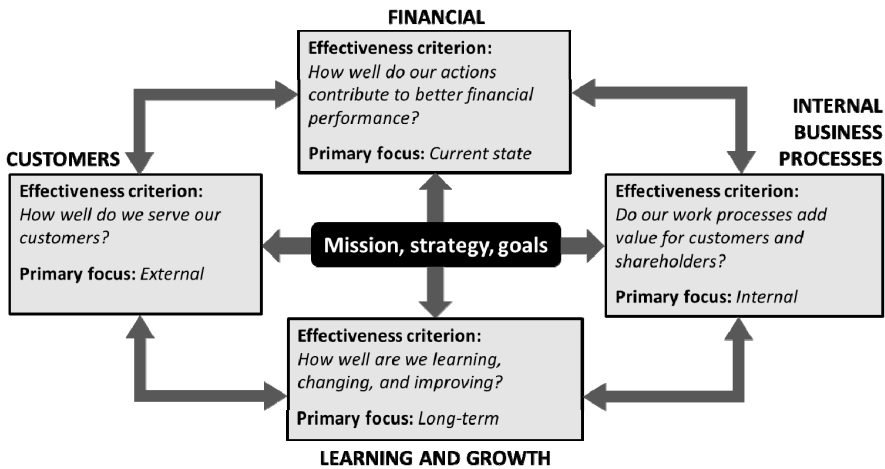 FINANCIAL
Effectiveness criterion:
How well do our actions
contribute to better financial
performance?
Primary focus: Current state
CUSTOMERS
Effectiveness criterion:
How well do we serve our
customers?
Primary focus: External
Mission, strategy, goals
INTERNAL
BUSINESS
PROCESSES
Effectiveness criterion:
Do our work processes add
value for customers and
shareholders?
Primary focus: Internal
Effectiveness criterion:
How well are we learning,
changing, and improving?
Primary focus: Long-term
LEARNING AND GROWTH